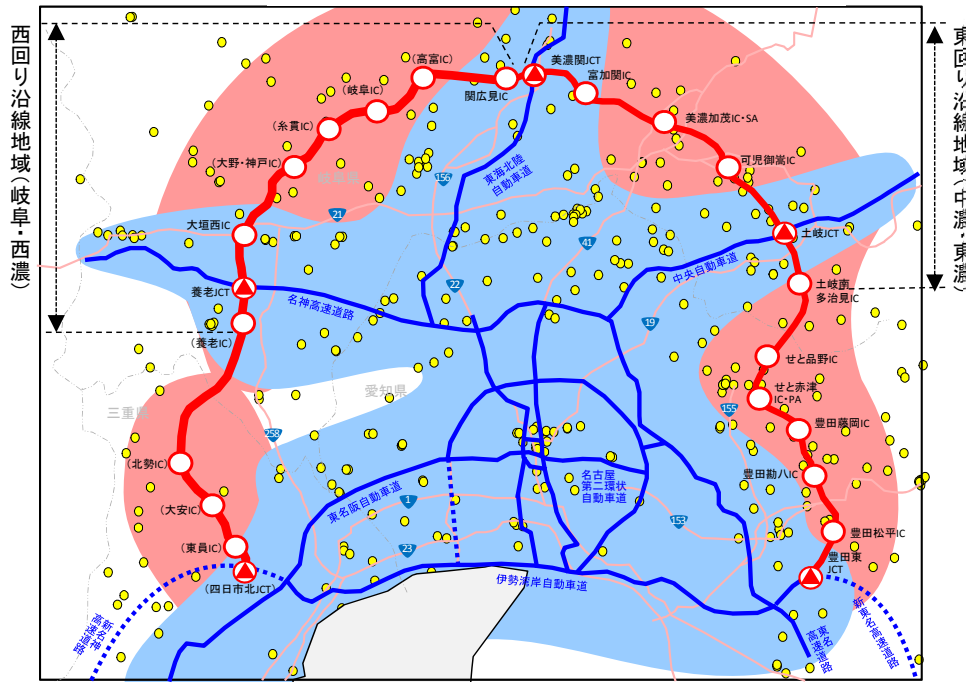 西回り沿線地域(岐阜・西濃)
東回り沿線地域(中濃・東濃)
(高富IC)
美濃関JCT
(岐阜IC)
関広見IC
富加関IC
(糸貫IC)
美濃加茂IC・SA
(大野・神戸IC)
可児御嵩IC
岐阜県
156
東海北陸
自動車道
21
大垣西IC
41
土岐JCT
中央自動車道
養老JCT
名神高速道路
22
土岐南
多治見IC
(養老IC)
19
せと品野IC
愛知県
せと赤津
IC・PA
三重県
155
豊田藤岡IC
258
(北勢IC)
豊田勘八IC
名古屋
第二環状
自動車道
東名阪自動車道
1
(大安IC)
153
豊田松平IC
(東員IC)
23
豊田東
JCT
伊勢湾岸自動車道
(四日市北JCT)
新名神
高速道路
東名
高速道路
新東名高速道路